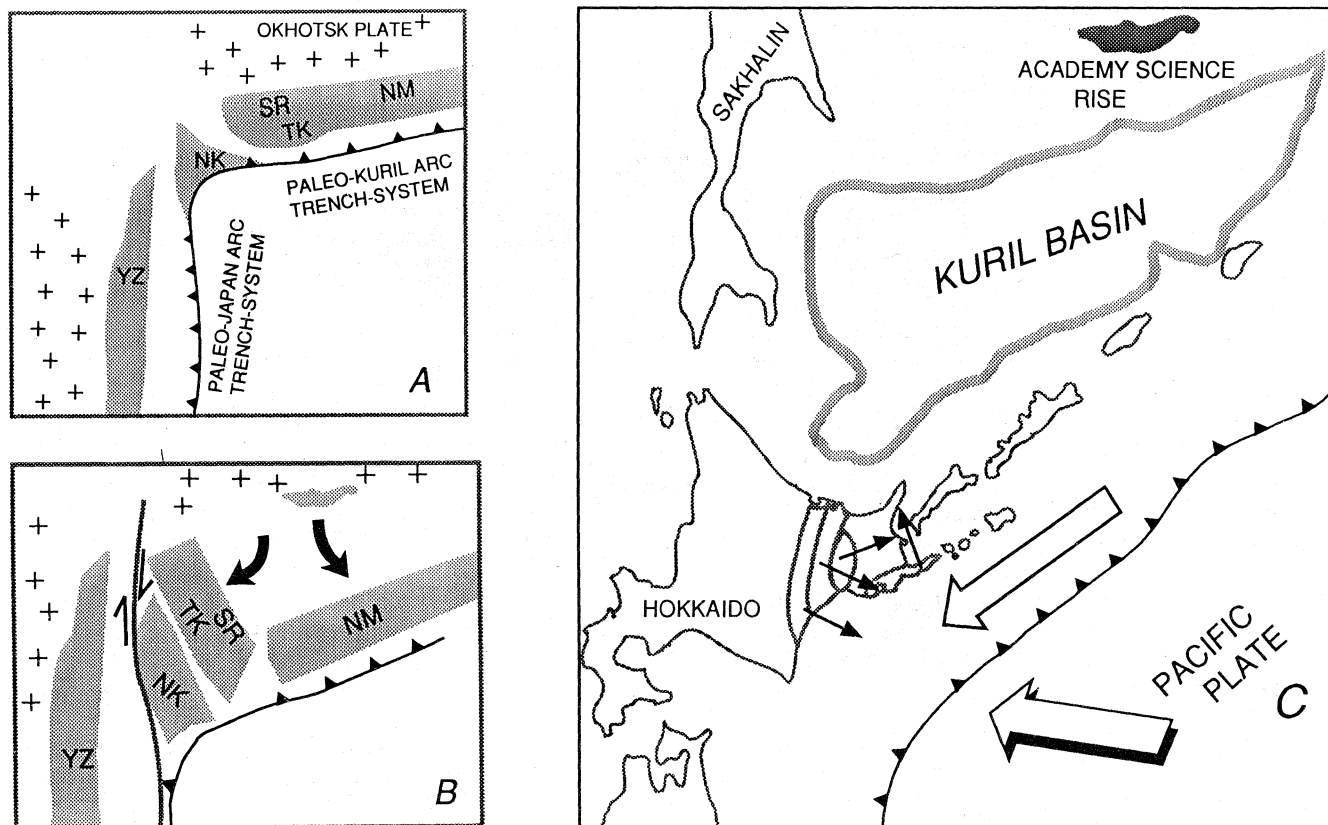 OKHOTSK PLATE
SR
NM
TK
NK
PALEO-KURIL ARC
TRENCH-SYSTEM
YZ
PALEO-JAPAN ARC
TRENCH-SYSTEM
A
TK
SR
NM
NK
YZ
B
SAKHALIN
ACADEMY SCIENCE
RISE
KURIL BASIN
HOKKAIDO
PACIFIC
PLATE
C